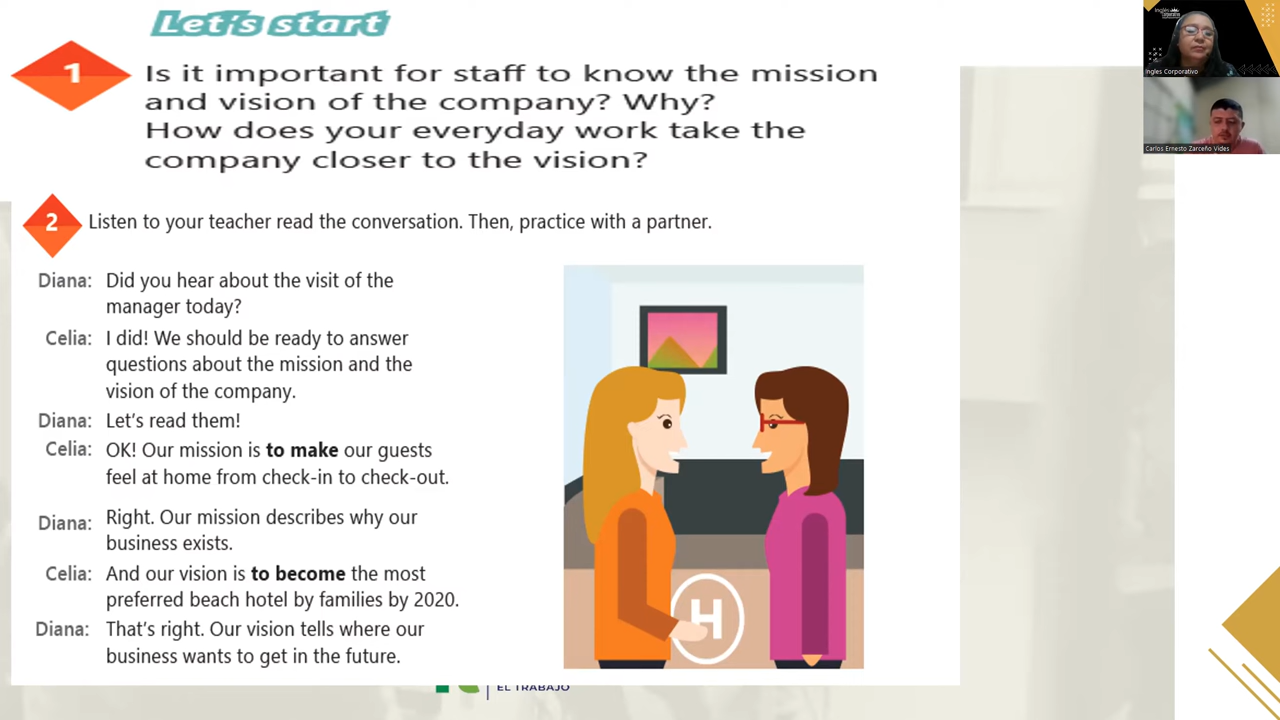 Let's start
1
Is it important for staff to know the mission
and vision of the company? Why?
How does your everyday work take the
company closer to the vision?
2
Listen to your teacher read the conversation. Then, practice with a partner.
Diana: Did you hear about the visit of the
manager today?
Celia: I did! We should be ready to answer
questions about the mission and the
vision of the company.
Diana: Let's read them!
Celia: OK! Our mission is to make our guests
feel at home from check-in to check-out.
Diana: Right. Our mission describes why our
business exists.
Celia: And our vision is to become the most
preferred beach hotel by families by 2020.
Diana: That's right. Our vision tells where our
business wants to get in the future.
H
EL TRABAJO
Ingles Corporativo
Carlos Ernesto Zarceño Vides